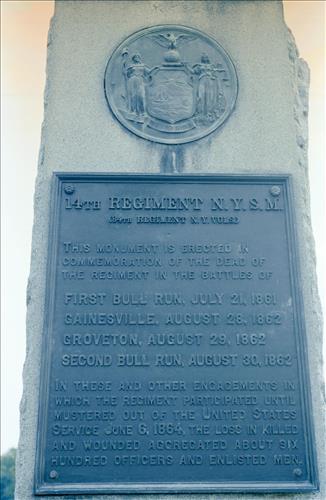 14TH REGIMENT N.Y.S.M
(84TH REGIMENT N.Y. VOLS.)
THIS MONUMENT IS ERECTED IN
COMMEMORATION OF THE DEAD OF
THE REGIMENT IN THE BATTLES OF
FIRST BULL RUN, JULY 21, 1861
GAINESVILLE, AUGUST 28, 1862
GROVETON, AUGUST 29, 1862
SECOND BULL RUN, AUGUST 30, 1862
IN THESE AND OTHER ENGAGEMENTS IN
WHICH THE REGIMENT PARTICIPATED UNTIL
MUSTERED OUT OF THE UNITED STATES
SERVICE JUNE 6, 1864, THE LOSS IN KILLED
AND WOUNDED AGGREGATED ABOUT SIX
HUNDRED OFFICERS AND ENLISTED MEN.